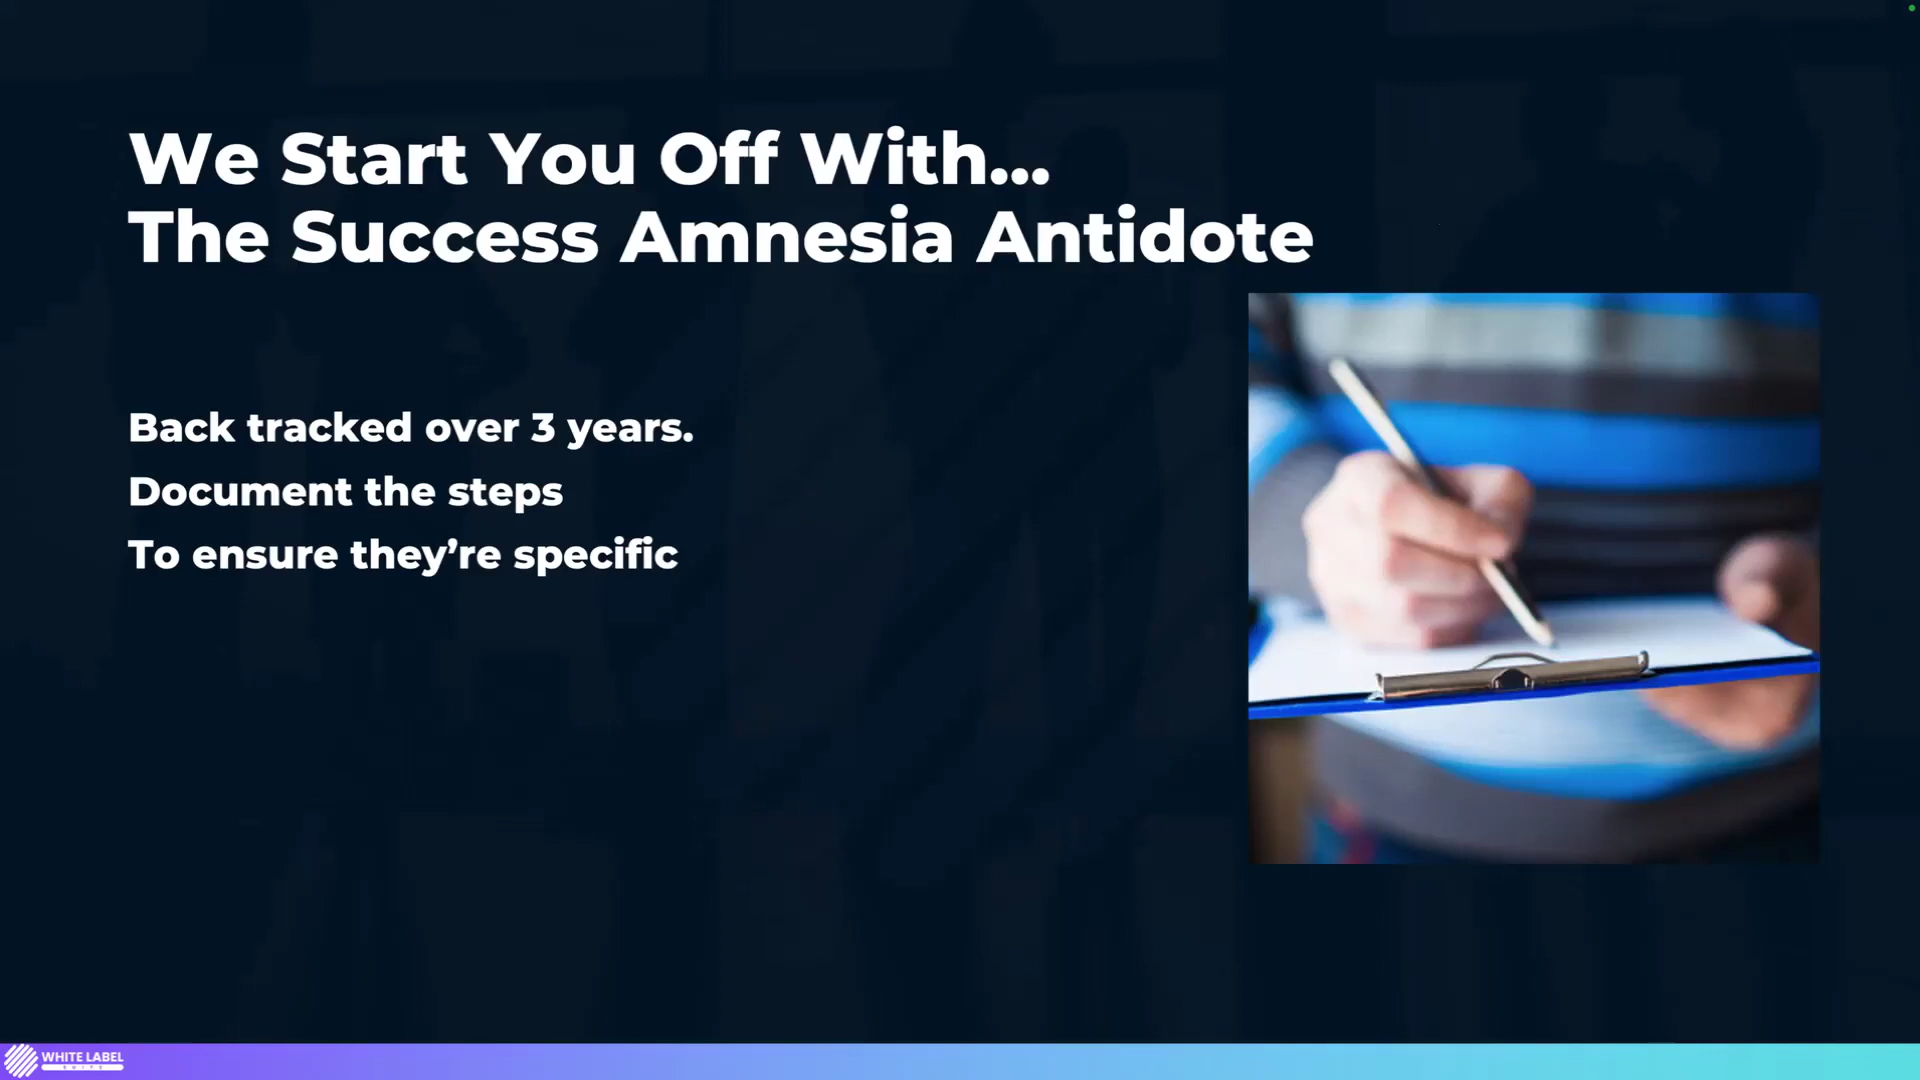 We Start You Off With...
The Success Amnesia Antidote
Back tracked over 3 years.
Document the steps
To ensure they’re specific
WHITE LABEL
SUITE